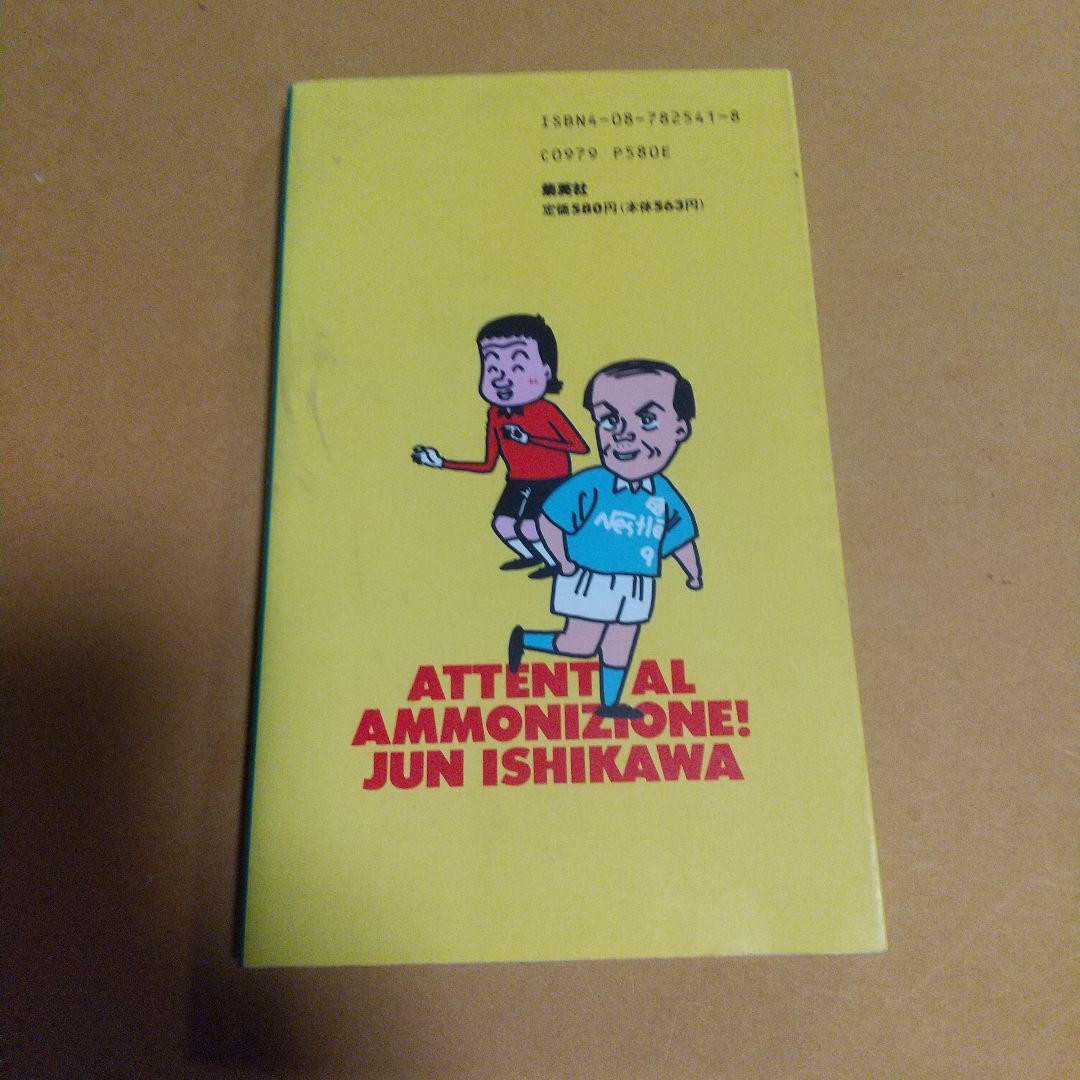 ISBN4-08-782541-8
C0979 P580E
集英社
定価580円(本体563円)
Nestlé
9
ATTENTI AL
AMMONIZIONE!
JUN ISHIKAWA